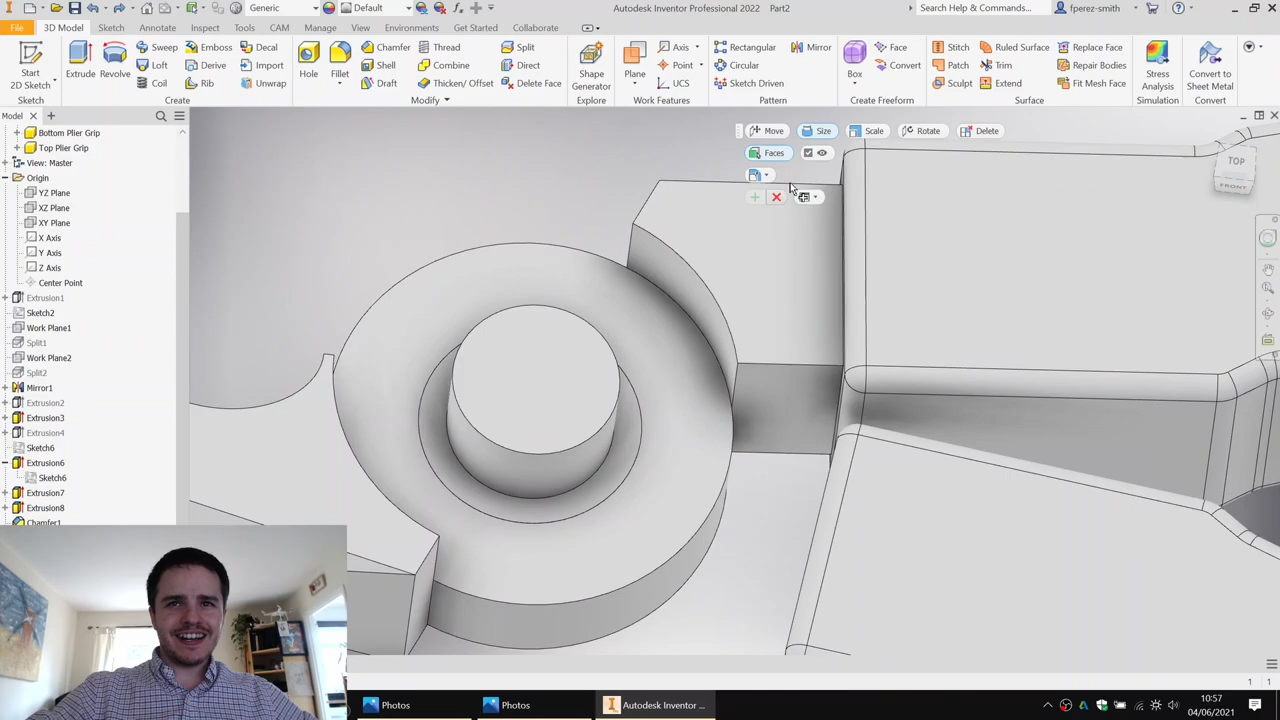 Generic
Default
Autodesk Inventor Professional 2022 Part2
Search Help & Commands...
fperez-smith
File
3D Model
Sketch
Annotate
Inspect
Tools
CAM
Manage
View
Environments
Get Started
Collaborate
Start
2D Sketch
Extrude
Revolve
Sweep
Loft
Coil
Emboss
Derive
Rib
Decal
Import
Unwrap
Hole
Fillet
Chamfer
Shell
Draft
Thread
Combine
Thicken/ Offset
Split
Direct
Delete Face
Shape
Generator
Plane
Axis
Point
UCS
Rectangular
Circular
Sketch Driven
Mirror
Box
Face
Convert
Stitch
Patch
Sculpt
Ruled Surface
Trim
Extend
Replace Face
Repair Bodies
Fit Mesh Face
Stress
Analysis
Convert to
Sheet Metal
Sketch
Create
Modify
Explore
Work Features
Pattern
Create Freeform
Surface
Simulation
Convert
Model
Bottom Plier Grip
Top Plier Grip
View: Master
Origin
YZ Plane
XZ Plane
XY Plane
X Axis
Y Axis
Z Axis
Center Point
Extrusion1
Sketch2
Work Plane1
Split1
Work Plane2
Split2
Mirror1
Extrusion2
Extrusion3
Extrusion4
Sketch6
Extrusion6
Sketch6
Extrusion7
Extrusion8
Chamfer1
Move
Size
Scale
Rotate
Delete
Faces
TOP
FRONT
1 1
Photos
Photos
Autodesk Inventor ...
10:57
04/06/2021